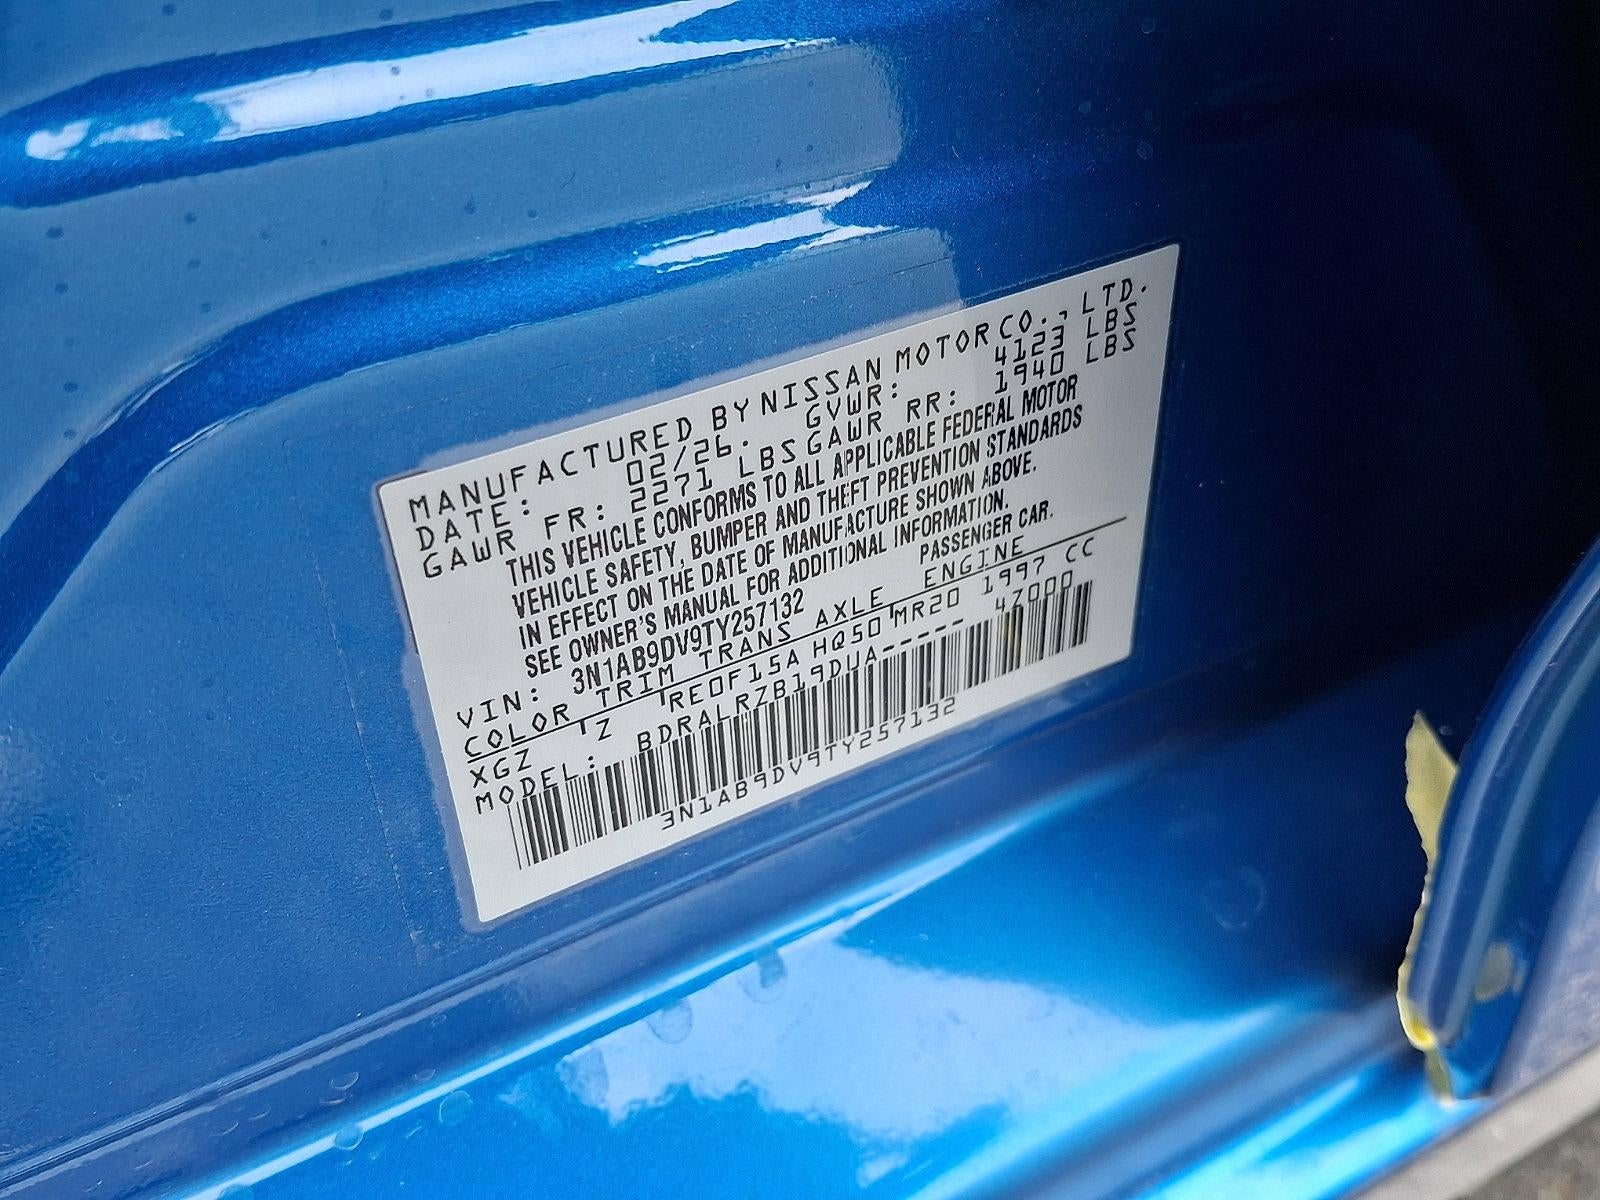 MANUFACTURED BY NISSAN MOTOR CO., LTD.
DATE: 02/26. GVWR: 4123 LBS
GAWR FR: 2271 LBS GAWR RR: 1940 LBS
THIS VEHICLE CONFORMS TO ALL APPLICABLE FEDERAL MOTOR
VEHICLE SAFETY, BUMPER AND THEFT PREVENTION STANDARDS
IN EFFECT ON THE DATE OF MANUFACTURE SHOWN ABOVE.
SEE OWNER'S MANUAL FOR ADDITIONAL INFORMATION.
VIN: 3N1AB9DV9TY257132 PASSENGER CAR.
COLOR TRIM TRANS AXLE ENGINE
XGZ Z RE0F15A HQ50 MR20 1997 CC
MODEL: BDRALRZB19DUA----- 4Z000
3N1AB9DV9TY257132